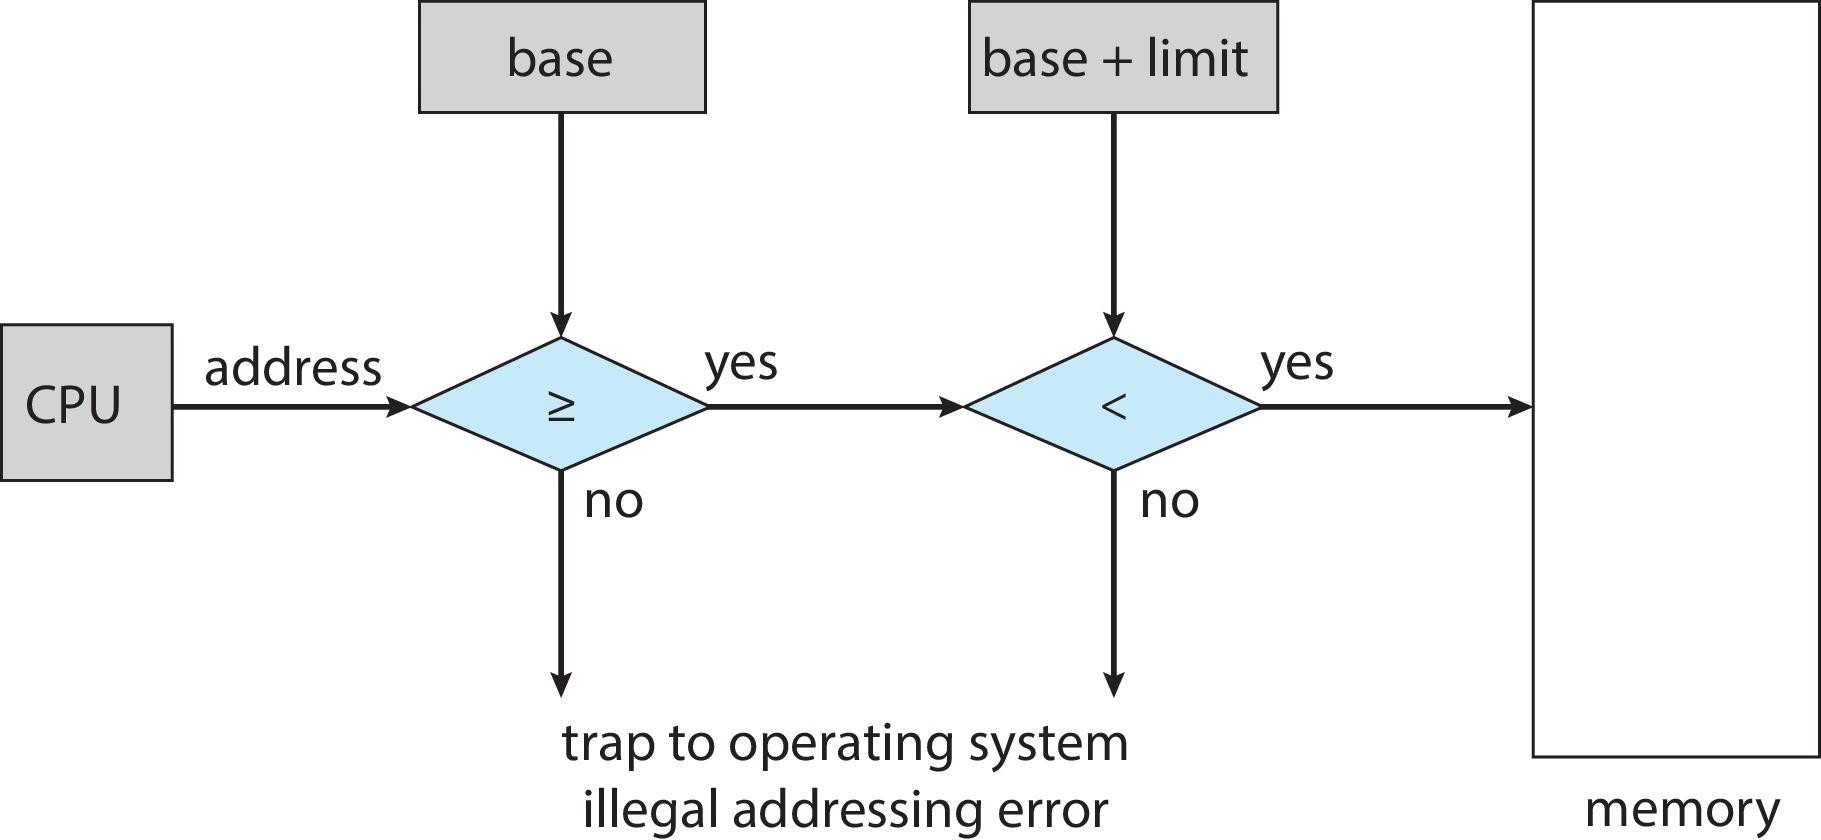 base
base + limit
CPU
address
≥
yes
<
yes
no
no
trap to operating system
illegal addressing error
memory